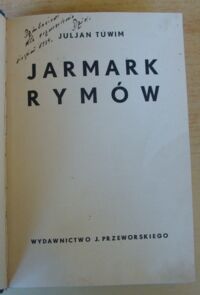 JULJAN TUWIM
JARMARK
RYMÓW
WYDAWNICTWO J. PRZEWORSKIEGO